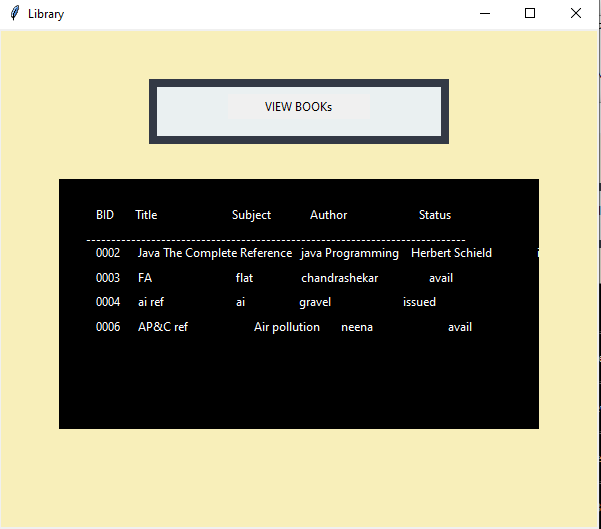 Library
VIEW BOOKs
BID Title Subject Author Status
--------------------------------------------------------------------------
0002 Java The Complete Reference java Programming Herbert Schield i
0003 FA flat chandrashekar avail
0004 ai ref ai gravel issued
0006 AP&C ref Air pollution neena avail